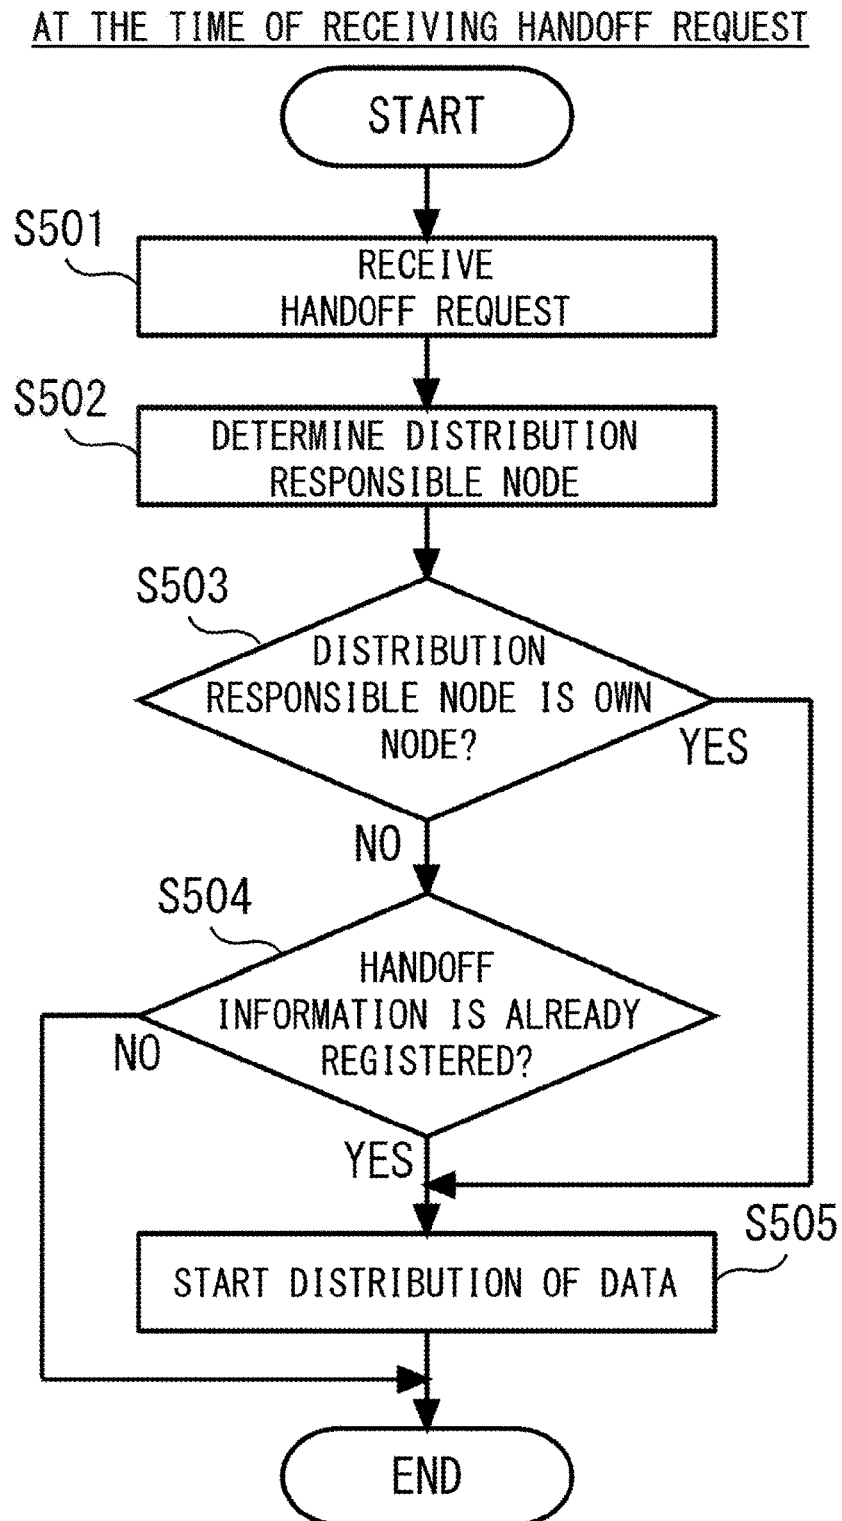 AT THE TIME OF RECEIVING HANDOFF REQUEST
START
S501
RECEIVE
HANDOFF REQUEST
S502
DETERMINE DISTRIBUTION
RESPONSIBLE NODE
S503
DISTRIBUTION
RESPONSIBLE NODE IS OWN
NODE?
YES
NO
S504
HANDOFF
INFORMATION IS ALREADY
REGISTERED?
NO
YES
S505
START DISTRIBUTION OF DATA
END